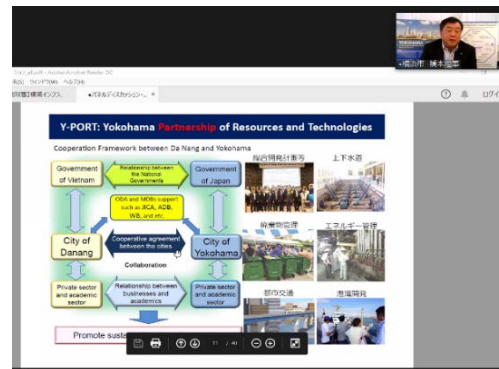 Y-PORT: Yokohama Partnership of Resources and Technologies
Cooperation Framework between Da Nang and Yokohama
Government
of Vietnam
Relationship between
the National
Governments
Government
of Japan
ODA and MDBs support
such as JICA, ADB,
WB, and etc.
City of
Danang
Cooperative agreement
between the cities
City of
Yokohama
Collaboration
Private sector
and academic
sector
Relationship between
businesses and
academics
Private sector
and academic
sector
総合開発計画等
上下水道
廃棄物管理
エネルギー管理
都市交通
港湾開発
11 / 41